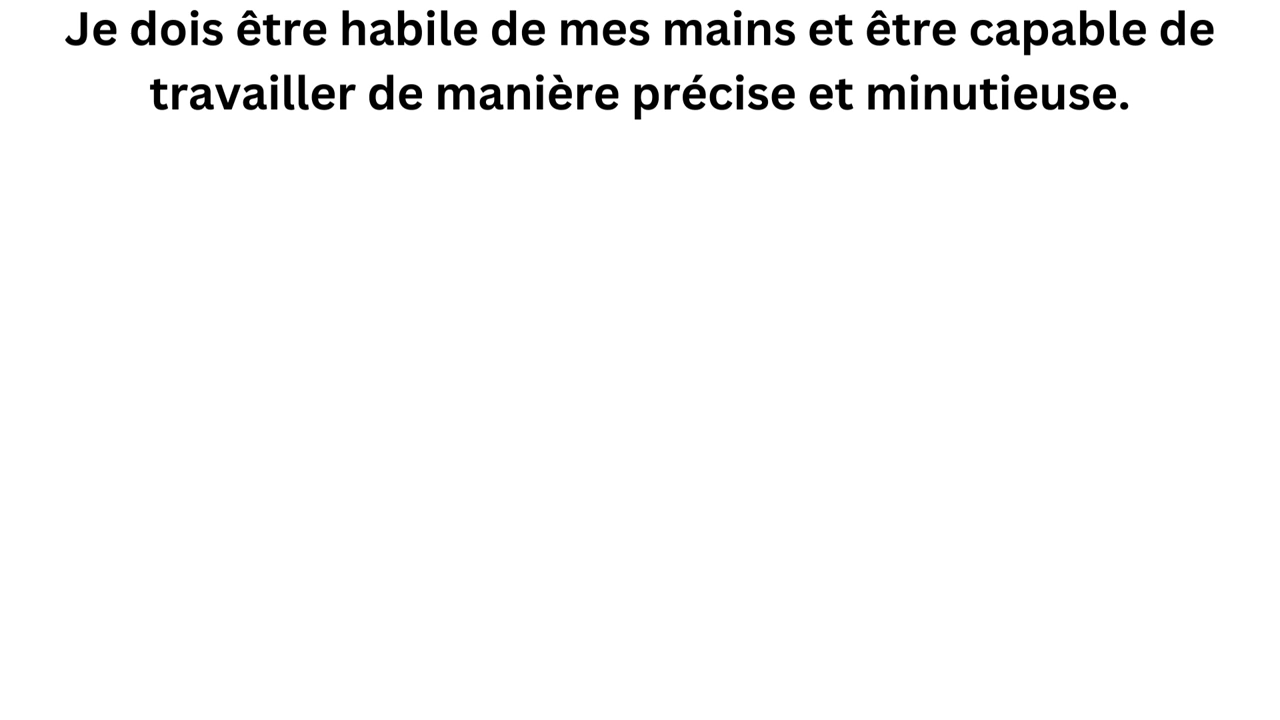 Je dois être habile de mes mains et être capable de
travailler de manière précise et minutieuse.